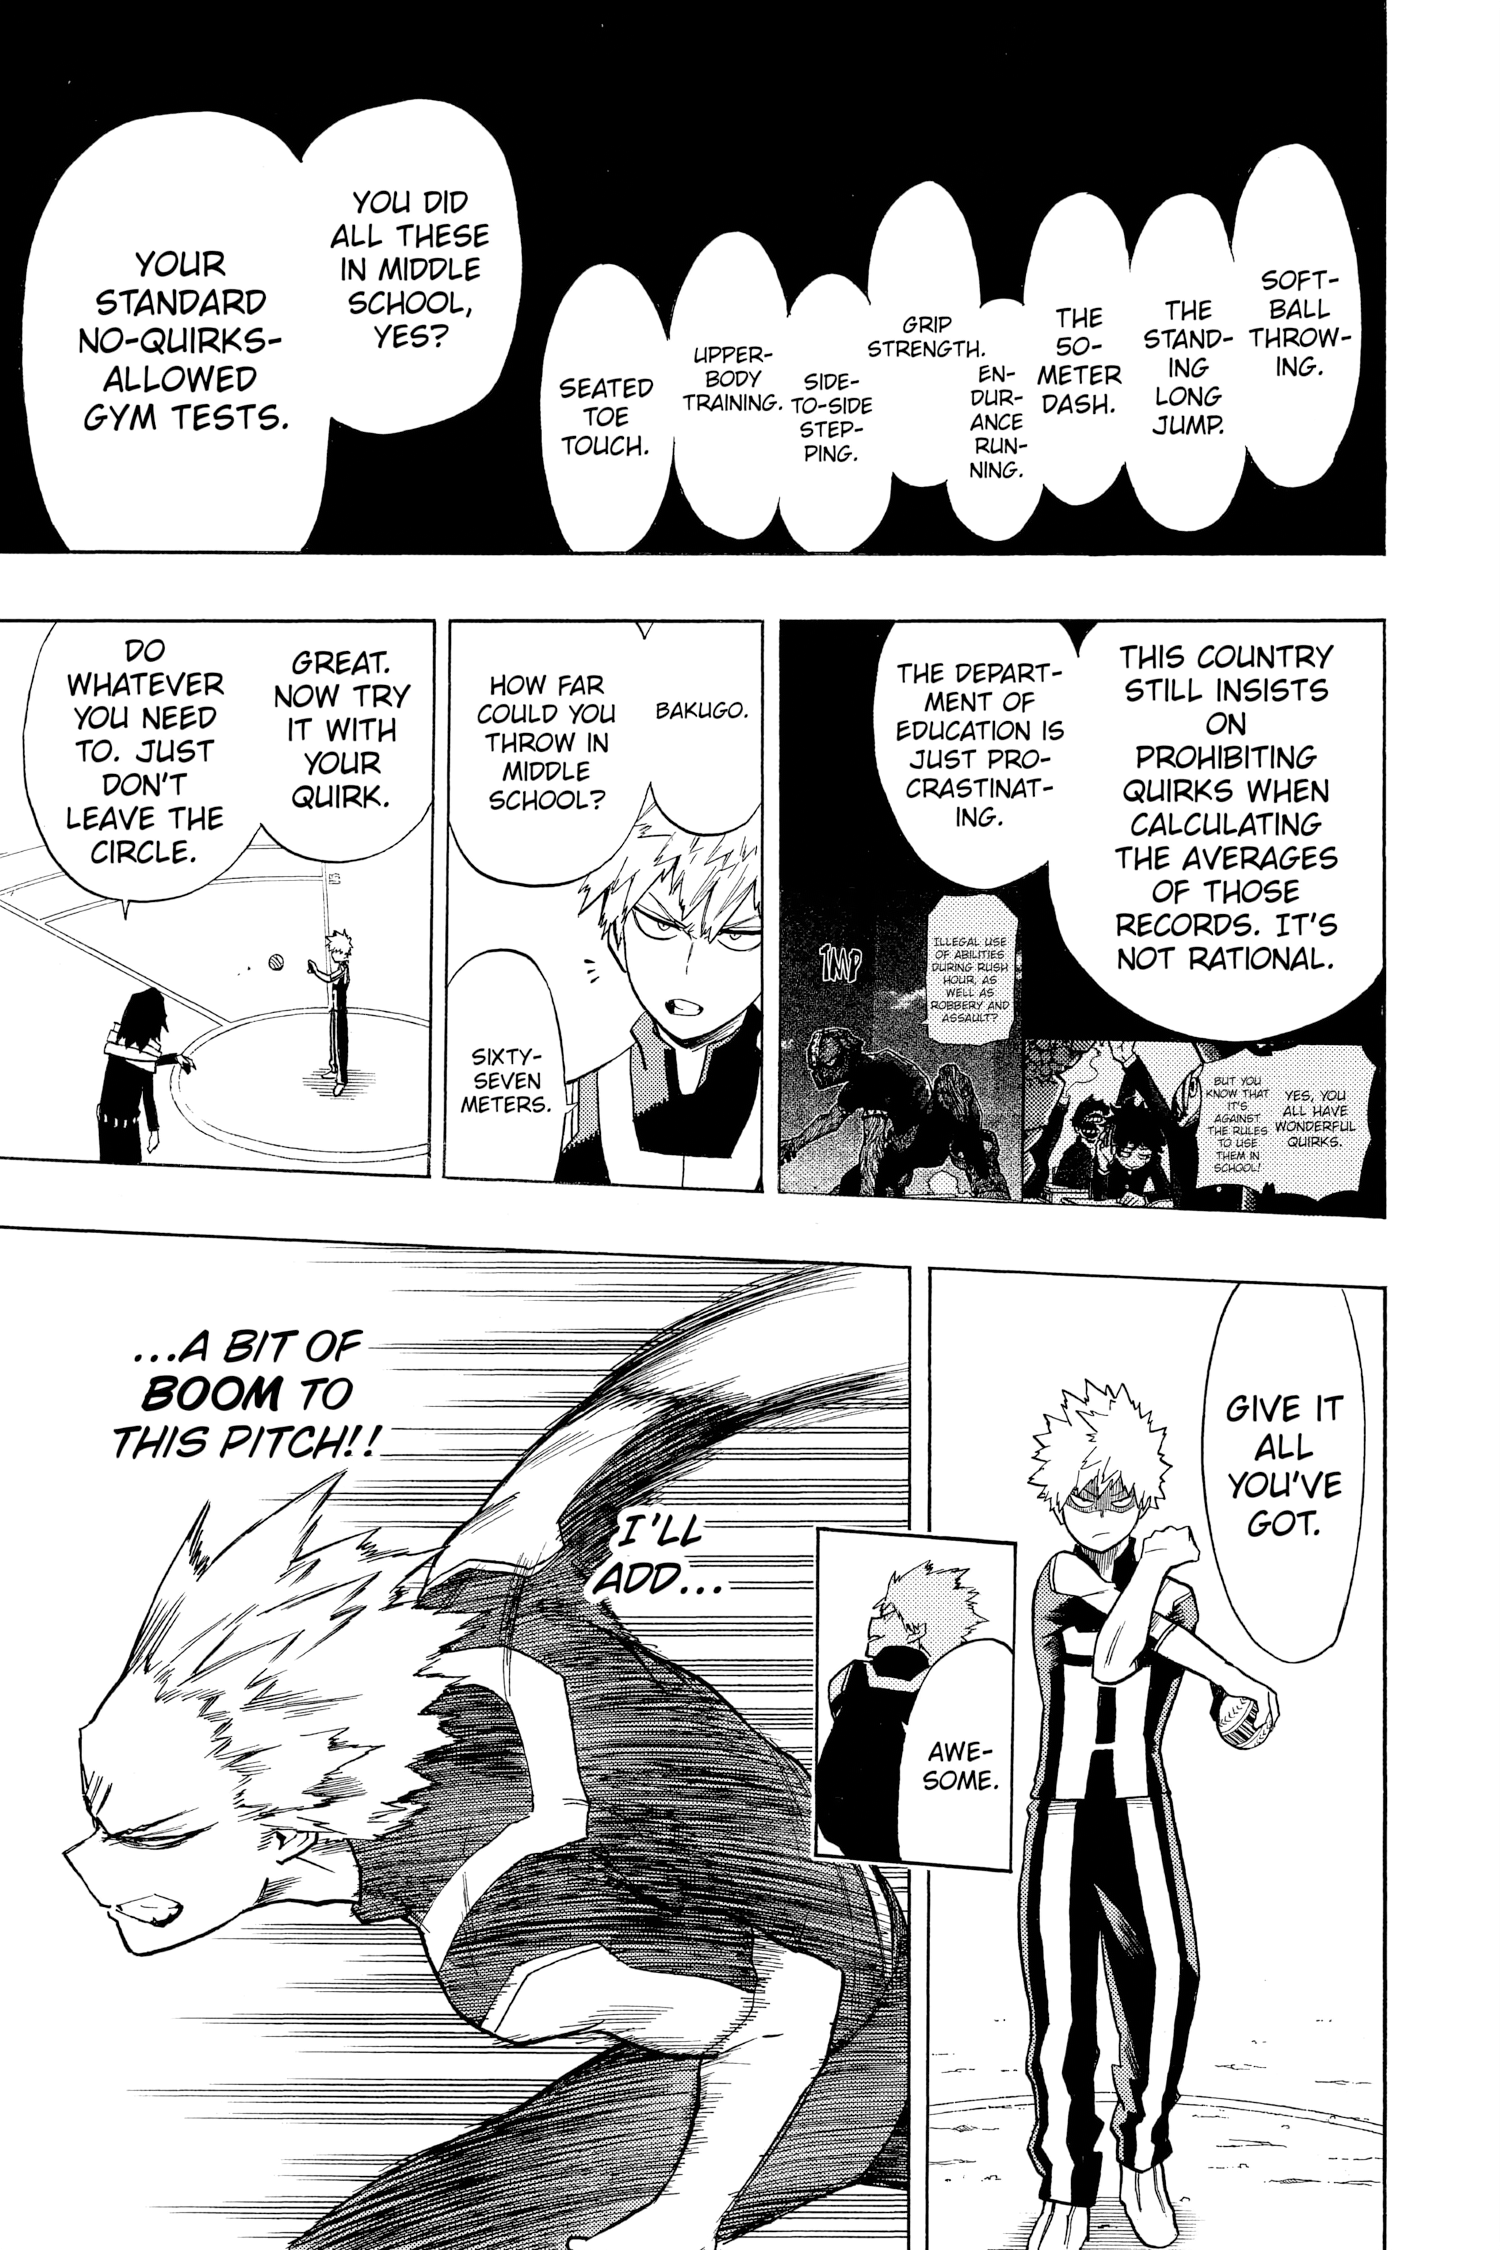 SOFT-
BALL
THROW-
ING.
THE
STAND-
ING
LONG
JUMP.
THE
50-
METER
DASH.
EN-
DUR-
ANCE
RUN-
NING.
GRIP
STRENGTH.
SIDE-
TO-SIDE
STEP-
PING.
UPPER-
BODY
TRAINING.
SEATED
TOE
TOUCH.
YOU DID
ALL THESE
IN MIDDLE
SCHOOL,
YES?
YOUR
STANDARD
NO-QUIRKS-
ALLOWED
GYM TESTS.
THIS COUNTRY
STILL INSISTS
ON
PROHIBITING
QUIRKS WHEN
CALCULATING
THE AVERAGES
OF THOSE
RECORDS. IT'S
NOT RATIONAL.
THE DEPART-
MENT OF
EDUCATION IS
JUST PRO-
CRASTINAT-
ING.
YES, YOU
ALL HAVE
WONDERFUL
QUIRKS.
BUT YOU
KNOW THAT
IT'S
AGAINST
THE RULES
TO USE
THEM IN
SCHOOL!
ILLEGAL USE
OF ABILITIES
DURING RUSH
HOUR, AS
WELL AS
ROBBERY AND
ASSAULT?
TMP
BAKUGO.
HOW FAR
COULD YOU
THROW IN
MIDDLE
SCHOOL?
SIXTY-
SEVEN
METERS.
GREAT.
NOW TRY
IT WITH
YOUR
QUIRK.
DO
WHATEVER
YOU NEED
TO. JUST
DON'T
LEAVE THE
CIRCLE.
GIVE IT
ALL
YOU'VE
GOT.
AWE-
SOME.
I'LL
ADD...
...A BIT OF
BOOM TO
THIS PITCH!!